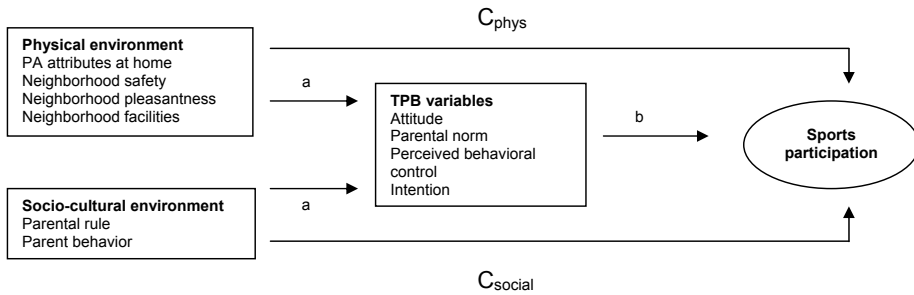 C_phys
Physical environment
PA attributes at home
Neighborhood safety
Neighborhood pleasantness
Neighborhood facilities
a
TPB variables
Attitude
Parental norm
Perceived behavioral
control
Intention
b
Sports
participation
Socio-cultural environment
Parental rule
Parent behavior
a
C_social